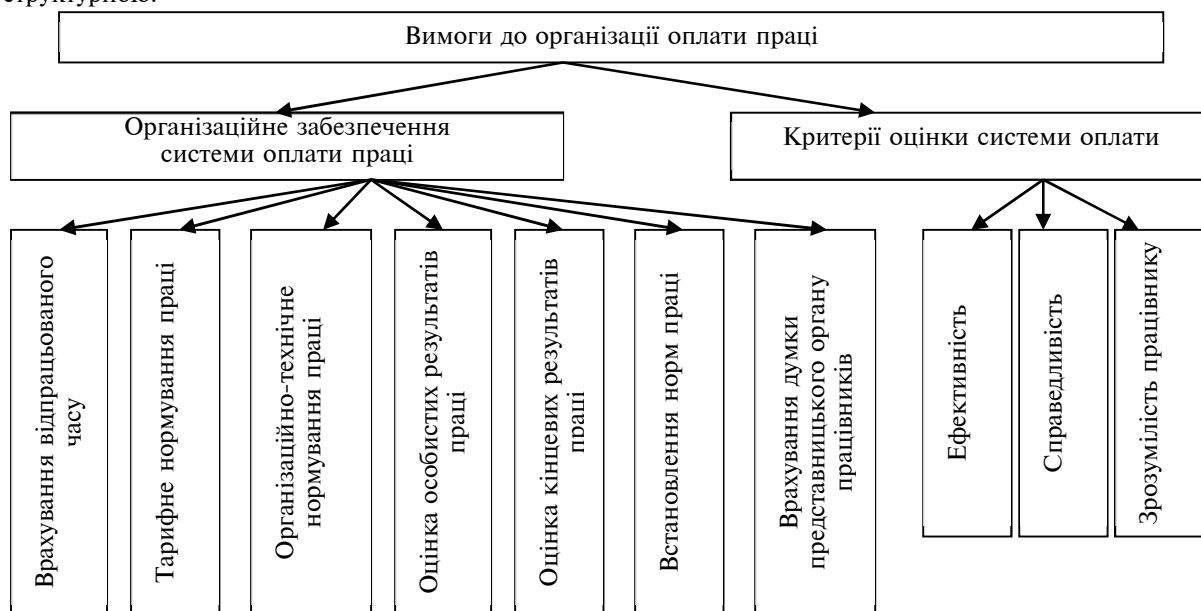 структурною.
Вимоги до організації оплати праці
Організаційне забезпечення
системи оплати праці
Критерії оцінки системи оплати
Врахування відпрацьованого
часу
Тарифне нормування праці
Організаційно-технічне
нормування праці
Оцінка особистих результатів
праці
Оцінка кінцевих результатів
праці
Встановлення норм праці
Врахування думки
представницького органу
працівників
Ефективність
Справедливість
Зрозумілість працівнику